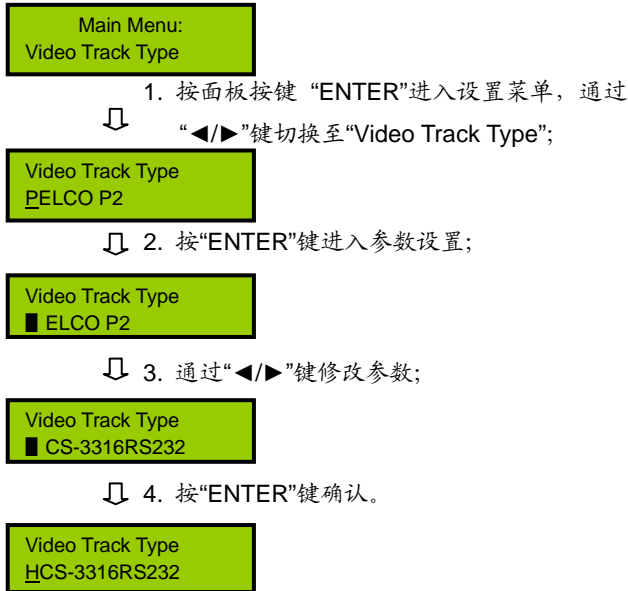 Main Menu:
Video Track Type
1. 按面板按键 “ENTER”进入设置菜单，通过
“◀/▶”键切换至“Video Track Type”;
Video Track Type
PELCO P2
2. 按“ENTER”键进入参数设置;
Video Track Type
█ ELCO P2
3. 通过“◀/▶”键修改参数;
Video Track Type
█ CS-3316RS232
4. 按“ENTER”键确认。
Video Track Type
HCS-3316RS232